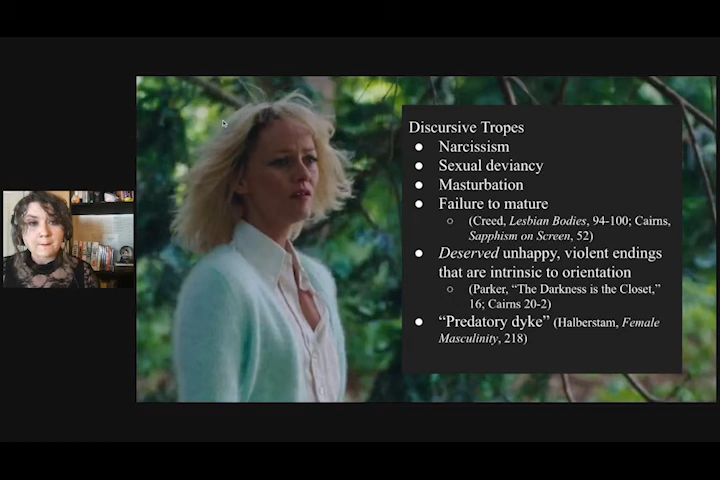 Discursive Tropes
● Narcissism
● Sexual deviancy
● Masturbation
● Failure to mature
○ (Creed, Lesbian Bodies, 94-100; Cairns,
Sapphism on Screen, 52)
● Deserved unhappy, violent endings
that are intrinsic to orientation
○ (Parker, “The Darkness is the Closet,”
16; Cairns 20-2)
● “Predatory dyke” (Halberstam, Female
Masculinity, 218)